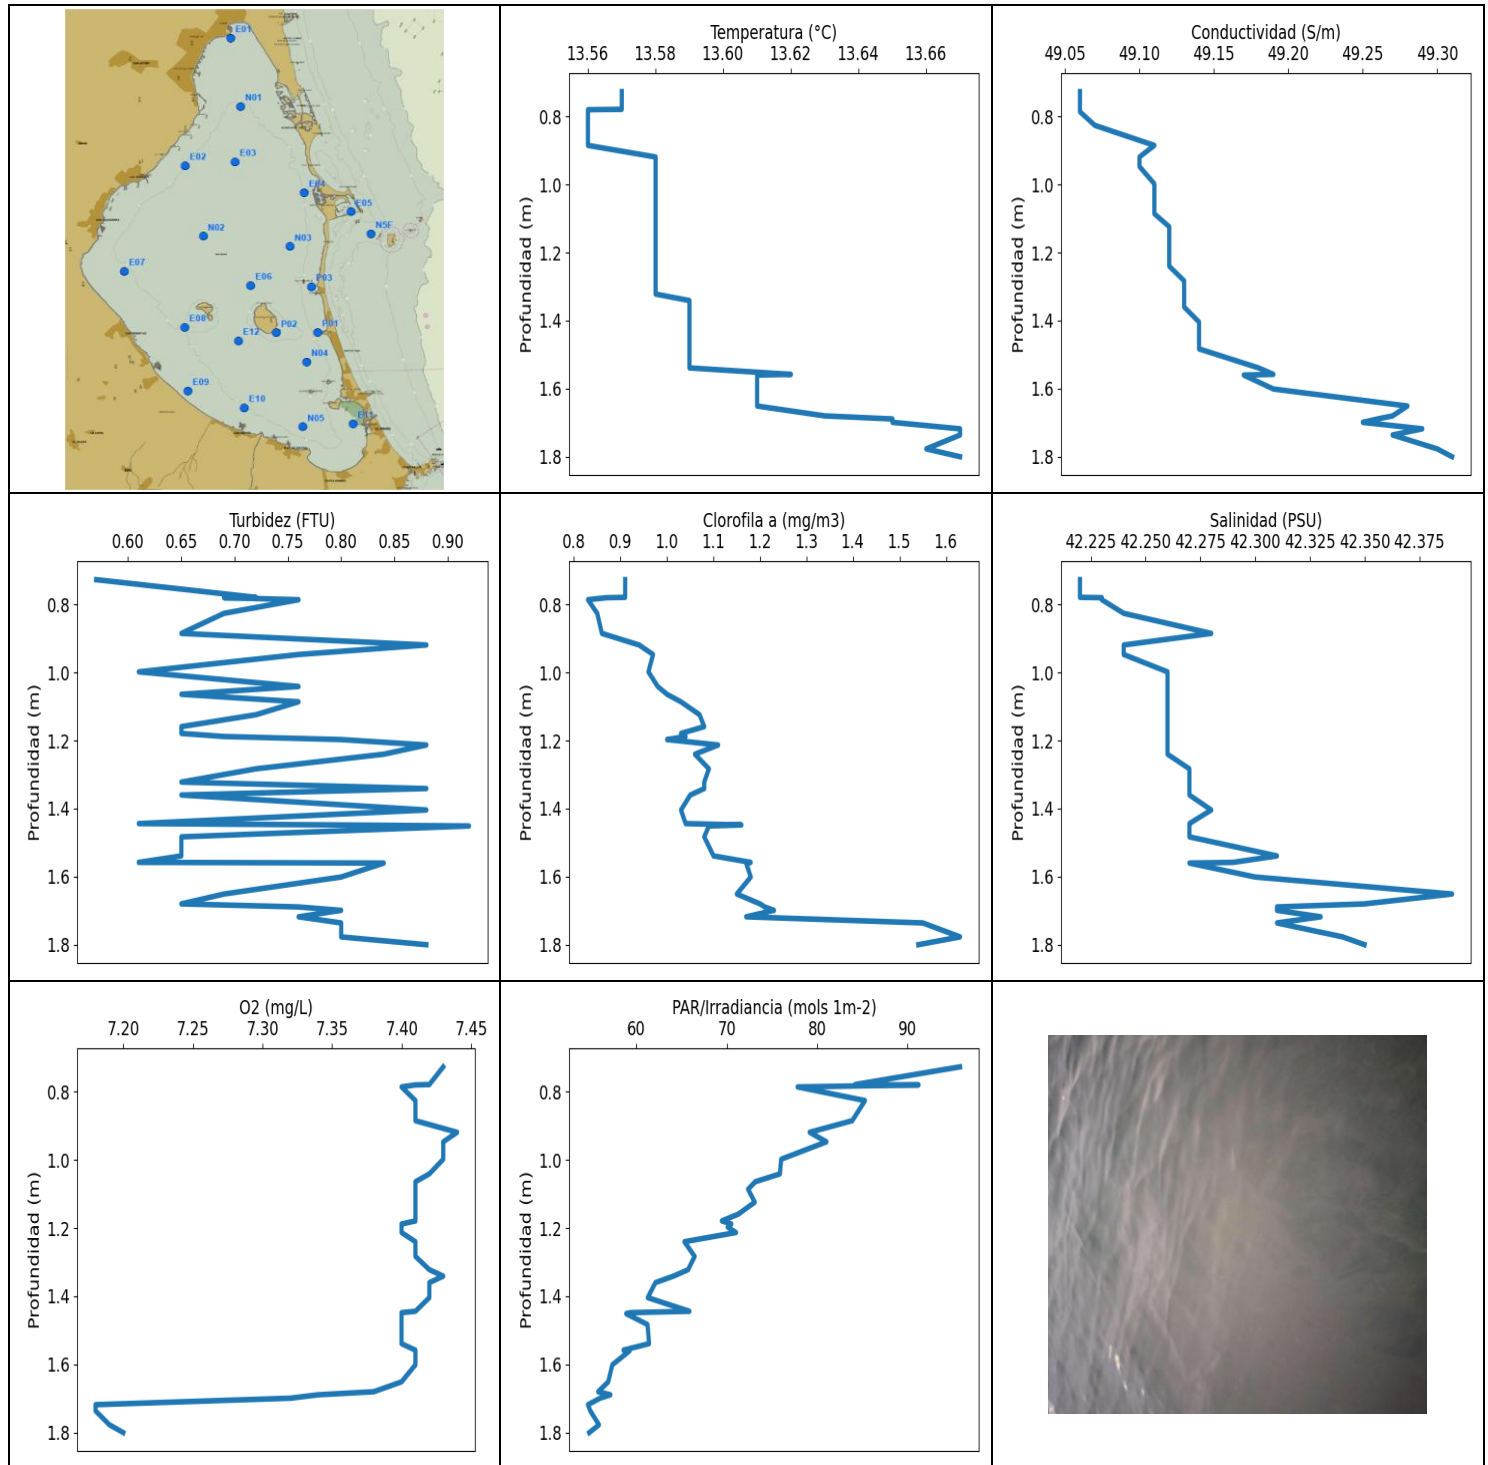 E01
N01
E02
E03
E04
E05
N5F
N02
N03
E07
E06
P03
E08
E12
P02
P01
N04
E09
E10
N05
E11
Temperatura (°C)
13.56 13.58 13.60 13.62 13.64 13.66
Profundidad (m)
0.8
1.0
1.2
1.4
1.6
1.8
Conductividad (S/m)
49.05 49.10 49.15 49.20 49.25 49.30
Profundidad (m)
0.8
1.0
1.2
1.4
1.6
1.8
Turbidez (FTU)
0.60 0.65 0.70 0.75 0.80 0.85 0.90
Profundidad (m)
0.8
1.0
1.2
1.4
1.6
1.8
Clorofila a (mg/m3)
0.8 0.9 1.0 1.1 1.2 1.3 1.4 1.5 1.6
Profundidad (m)
0.8
1.0
1.2
1.4
1.6
1.8
Salinidad (PSU)
42.225 42.250 42.275 42.300 42.325 42.350 42.375
Profundidad (m)
0.8
1.0
1.2
1.4
1.6
1.8
O2 (mg/L)
7.20 7.25 7.30 7.35 7.40 7.45
Profundidad (m)
0.8
1.0
1.2
1.4
1.6
1.8
PAR/Irradiancia (mols 1m-2)
60 70 80 90
Profundidad (m)
0.8
1.0
1.2
1.4
1.6
1.8